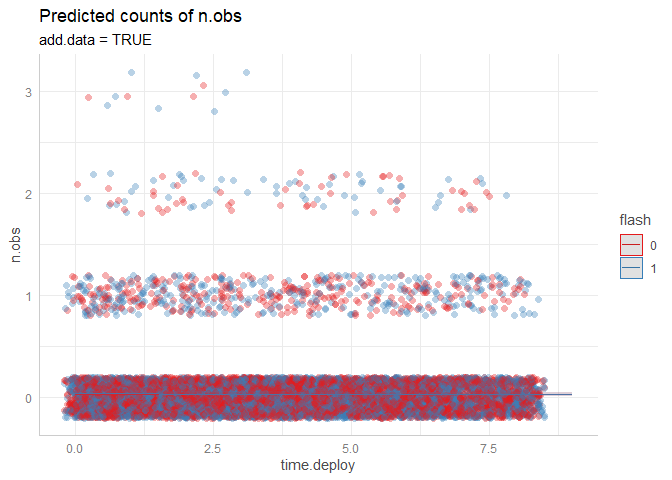 Predicted counts of n.obs
add.data = TRUE
3
2
1
0
n.obs
0.0
2.5
5.0
7.5
time.deploy
flash
0
1